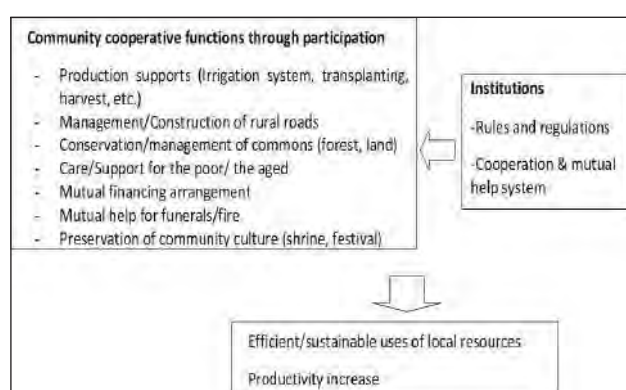 Community cooperative functions through participation
- Production supports (Irrigation system, transplanting,
harvest, etc.)
- Management/Construction of rural roads
- Conservation/management of commons (forest, land)
- Care/Support for the poor/ the aged
- Mutual financing arrangement
- Mutual help for funerals/fire
- Preservation of community culture (shrine, festival)
Institutions
-Rules and regulations
-Cooperation & mutual
help system
Efficient/sustainable uses of local resources
Productivity increase